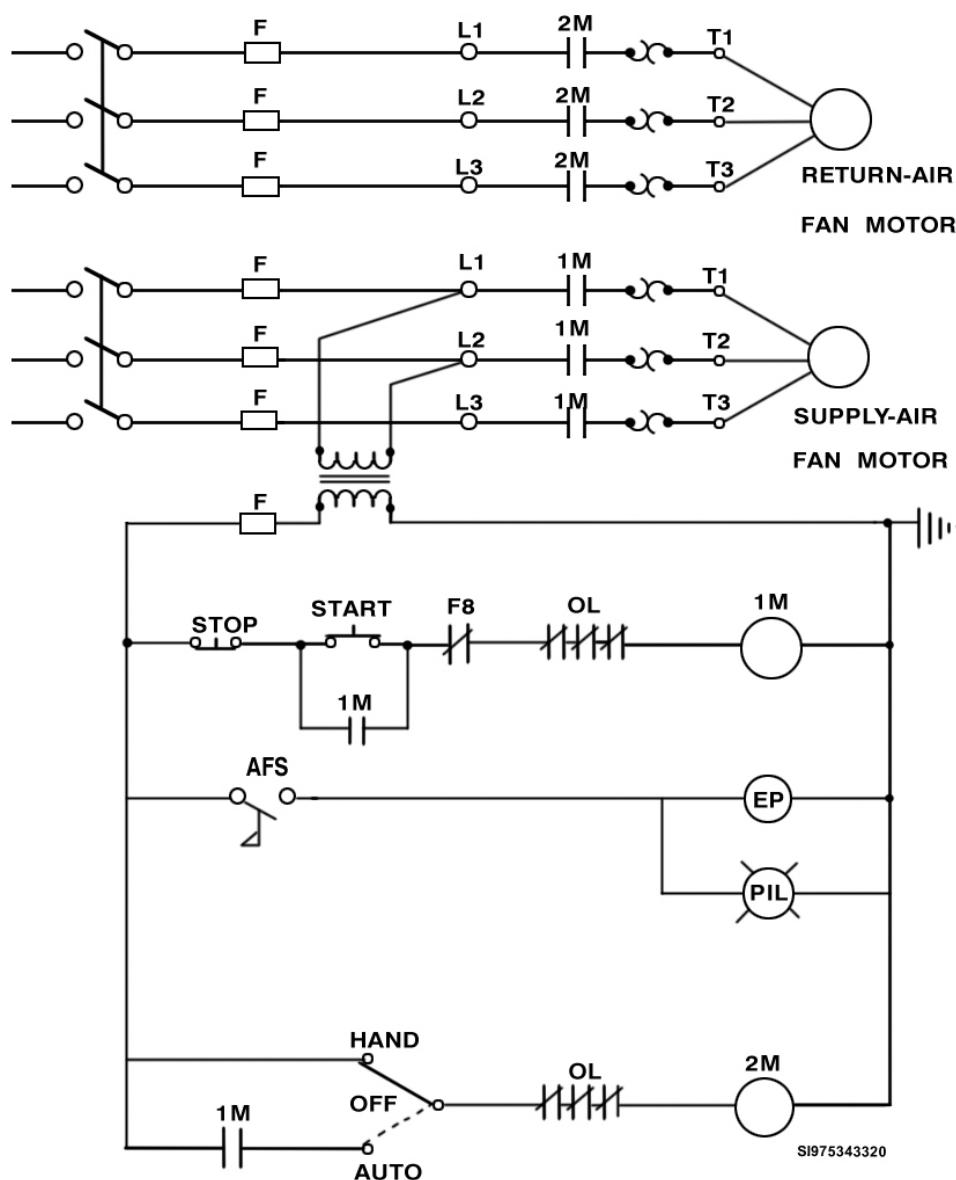 F L1 2M T1
F L2 2M T2
F L3 2M T3
RETURN-AIR
FAN MOTOR
F L1 1M T1
F L2 1M T2
F L3 1M T3
SUPPLY-AIR
FAN MOTOR
F
STOP START F8 OL 1M
1M
AFS
EP
PIL
HAND
OFF OL 2M
1M
AUTO
SI975343320